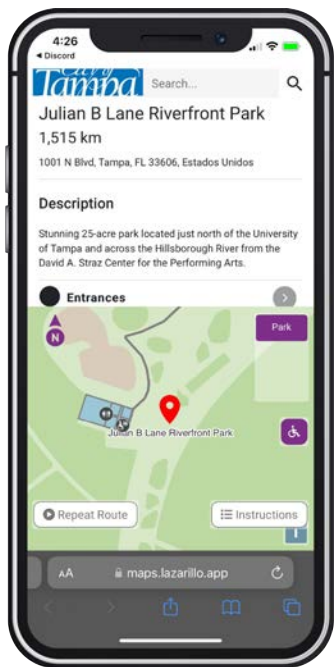 4:26
◀ Discord
City of
Tampa
Search...
Julian B Lane Riverfront Park
1,515 km
1001 N Blvd, Tampa, FL 33606, Estados Unidos
Description
Stunning 25-acre park located just north of the University
of Tampa and across the Hillsborough River from the
David A. Straz Center for the Performing Arts.
Entrances
N
Park
Julian B Lane Riverfront Park
Repeat Route
Instructions
AA
maps.lazarillo.app